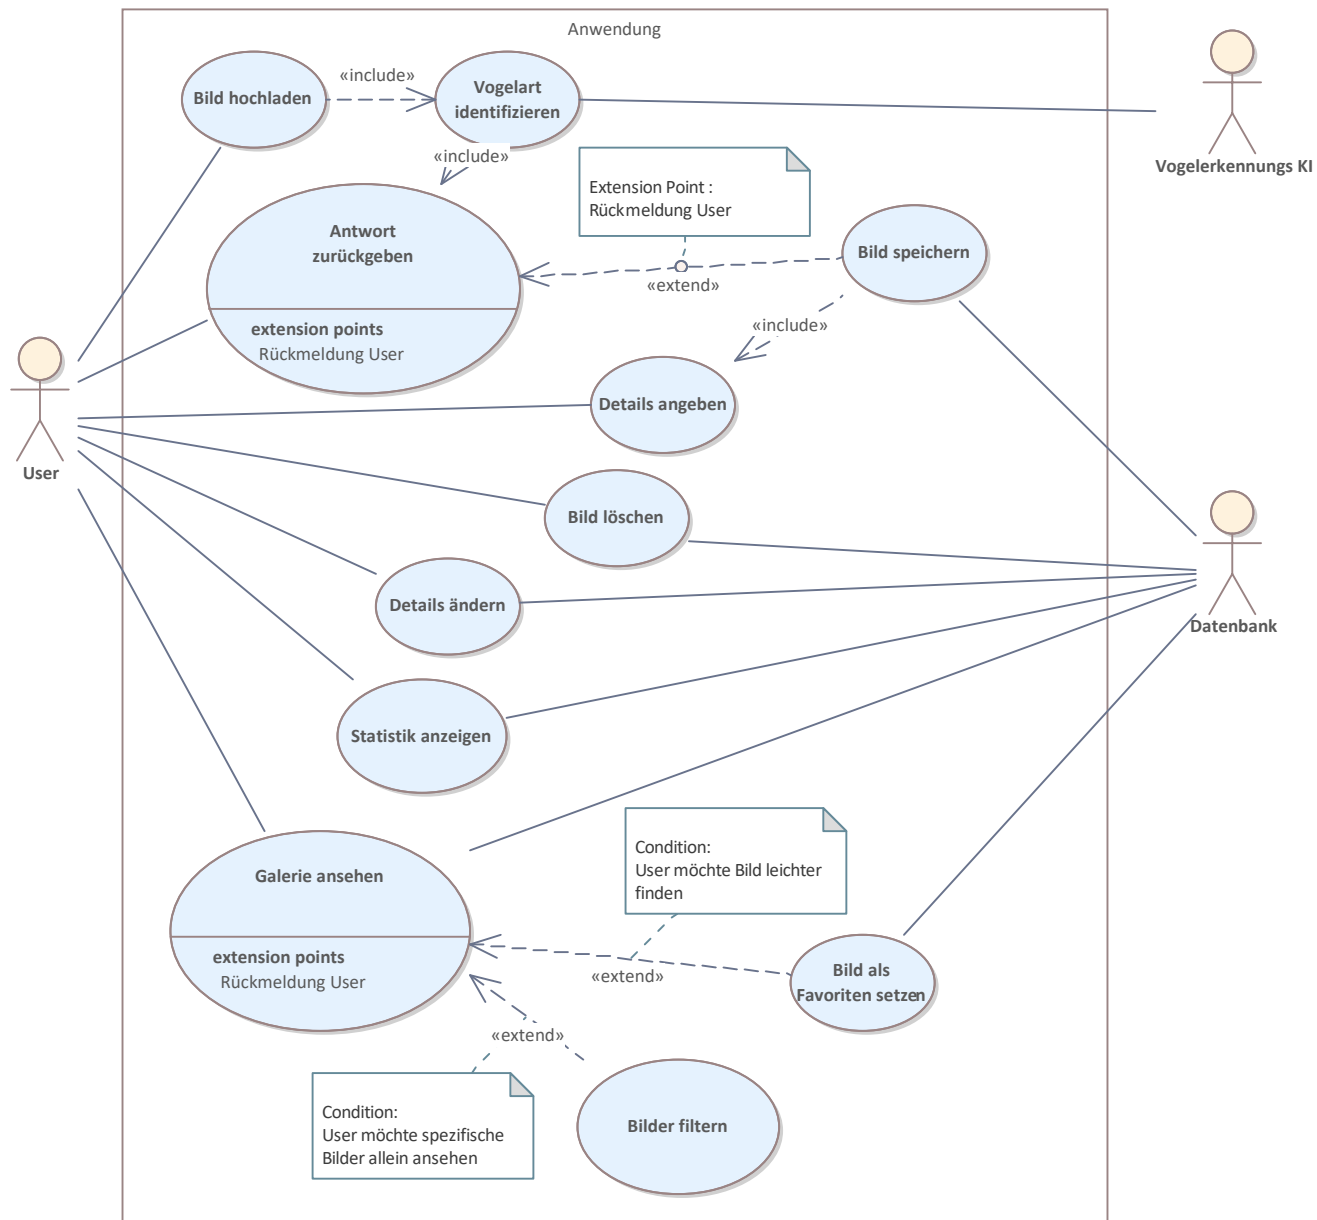 Anwendung
Bild hochladen
«include»
Vogelart
identifizieren
Vogelerkennungs KI
«include»
Extension Point :
Rückmeldung User
Antwort
zurückgeben
extension points
Rückmeldung User
«extend»
Bild speichern
«include»
Details angeben
User
Bild löschen
Details ändern
Datenbank
Statistik anzeigen
Galerie ansehen
extension points
Rückmeldung User
Condition:
User möchte Bild leichter
finden
«extend»
Bild als
Favoriten setzen
«extend»
Condition:
User möchte spezifische
Bilder allein ansehen
Bilder filtern